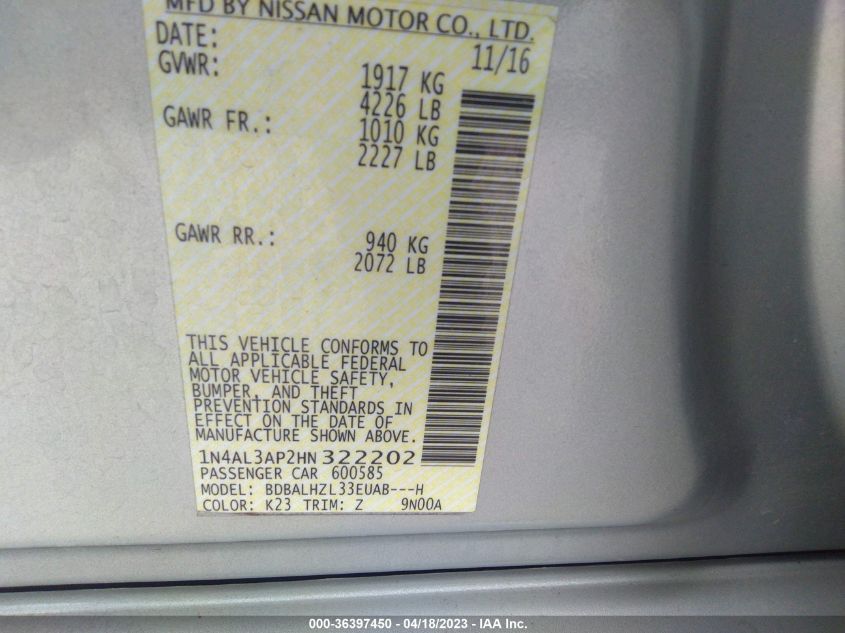 MFD BY NISSAN MOTOR CO., LTD.
DATE: 11/16
GVWR: 1917 KG
4226 LB
GAWR FR.: 1010 KG
2227 LB
GAWR RR.: 940 KG
2072 LB
THIS VEHICLE CONFORMS TO
ALL APPLICABLE FEDERAL
MOTOR VEHICLE SAFETY,
BUMPER, AND THEFT
PREVENTION STANDARDS IN
EFFECT ON THE DATE OF
MANUFACTURE SHOWN ABOVE.
1N4AL3AP2HN322202
PASSENGER CAR 600585
MODEL: BDBALHZL33EUAB---H
COLOR: K23 TRIM: Z 9N00A
000-36397450 - 04/18/2023 - IAA Inc.